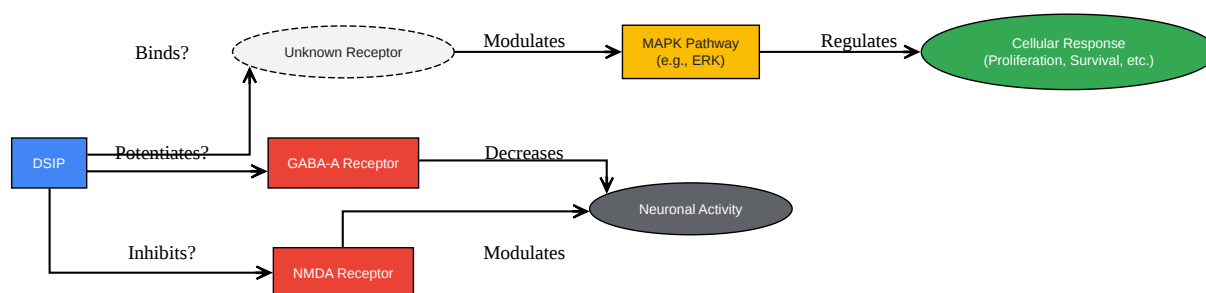 Binds?
Unknown Receptor
Modulates
MAPK Pathway
(e.g., ERK)
Regulates
Cellular Response
(Proliferation, Survival, etc.)
DSIP
Potentiates?
GABA-A Receptor
Decreases
Neuronal Activity
Inhibits?
NMDA Receptor
Modulates